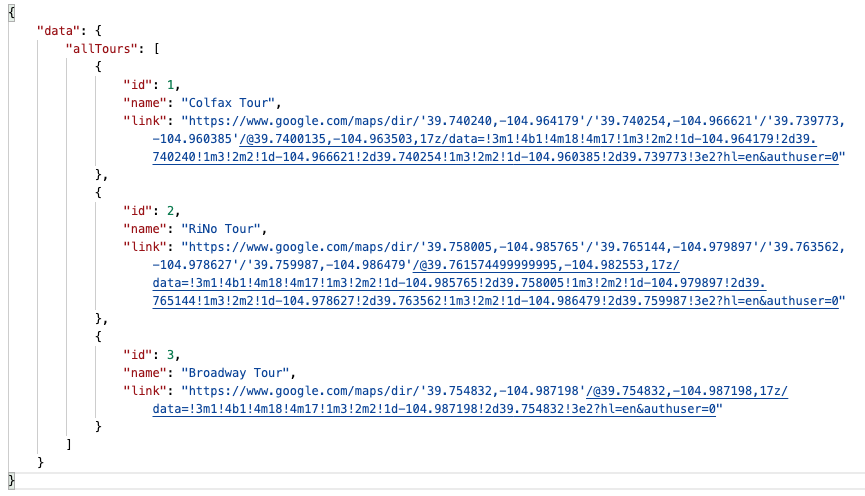 {
"data": {
"allTours": [
{
"id": 1,
"name": "Colfax Tour",
"link": "https://www.google.com/maps/dir/'39.740240,-104.964179'/'39.740254,-104.966621'/'39.739773,
-104.960385'/@39.7400135,-104.963503,17z/data=!3m1!4b1!4m18!4m17!1m3!2m2!1d-104.964179!2d39.
740240!1m3!2m2!1d-104.966621!2d39.740254!1m3!2m2!1d-104.960385!2d39.739773!3e2?hl=en&authuser=0"
},
{
"id": 2,
"name": "RiNo Tour",
"link": "https://www.google.com/maps/dir/'39.758005,-104.985765'/'39.765144,-104.979897'/'39.763562,
-104.978627'/'39.759987,-104.986479'/@39.761574499999995,-104.982553,17z/
data=!3m1!4b1!4m18!4m17!1m3!2m2!1d-104.985765!2d39.758005!1m3!2m2!1d-104.979897!2d39.
765144!1m3!2m2!1d-104.978627!2d39.763562!1m3!2m2!1d-104.986479!2d39.759987!3e2?hl=en&authuser=0"
},
{
"id": 3,
"name": "Broadway Tour",
"link": "https://www.google.com/maps/dir/'39.754832,-104.987198'/@39.754832,-104.987198,17z/
data=!3m1!4b1!4m18!4m17!1m3!2m2!1d-104.987198!2d39.754832!3e2?hl=en&authuser=0"
}
]
}
}